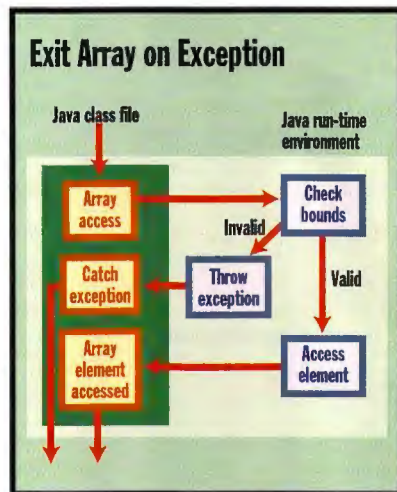 Exit Array on Exception
Java class file
Java run-time
environment
Array
access
Check
bounds
Invalid
Catch
exception
Throw
exception
Valid
Array
element
accessed
Access
element